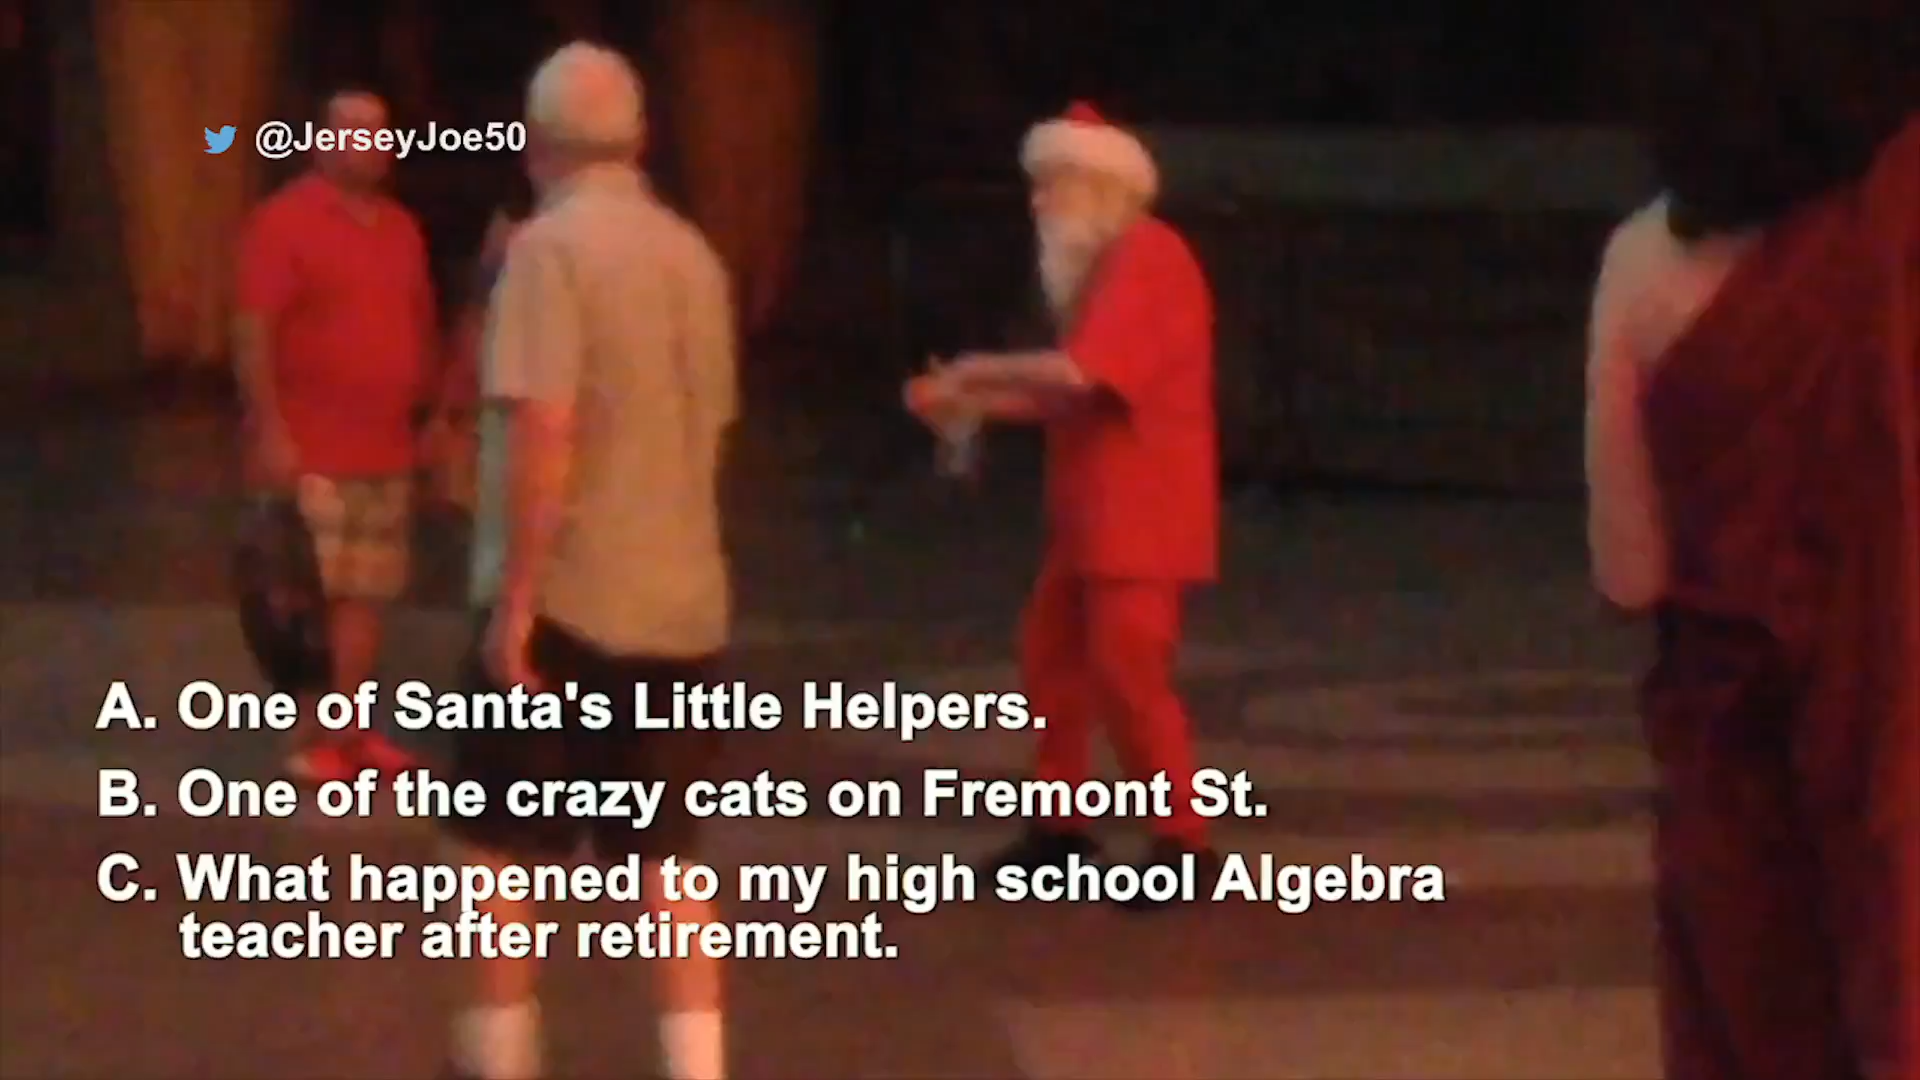 @JerseyJoe50
A. One of Santa's Little Helpers.
B. One of the crazy cats on Fremont St.
C. What happened to my high school Algebra
teacher after retirement.